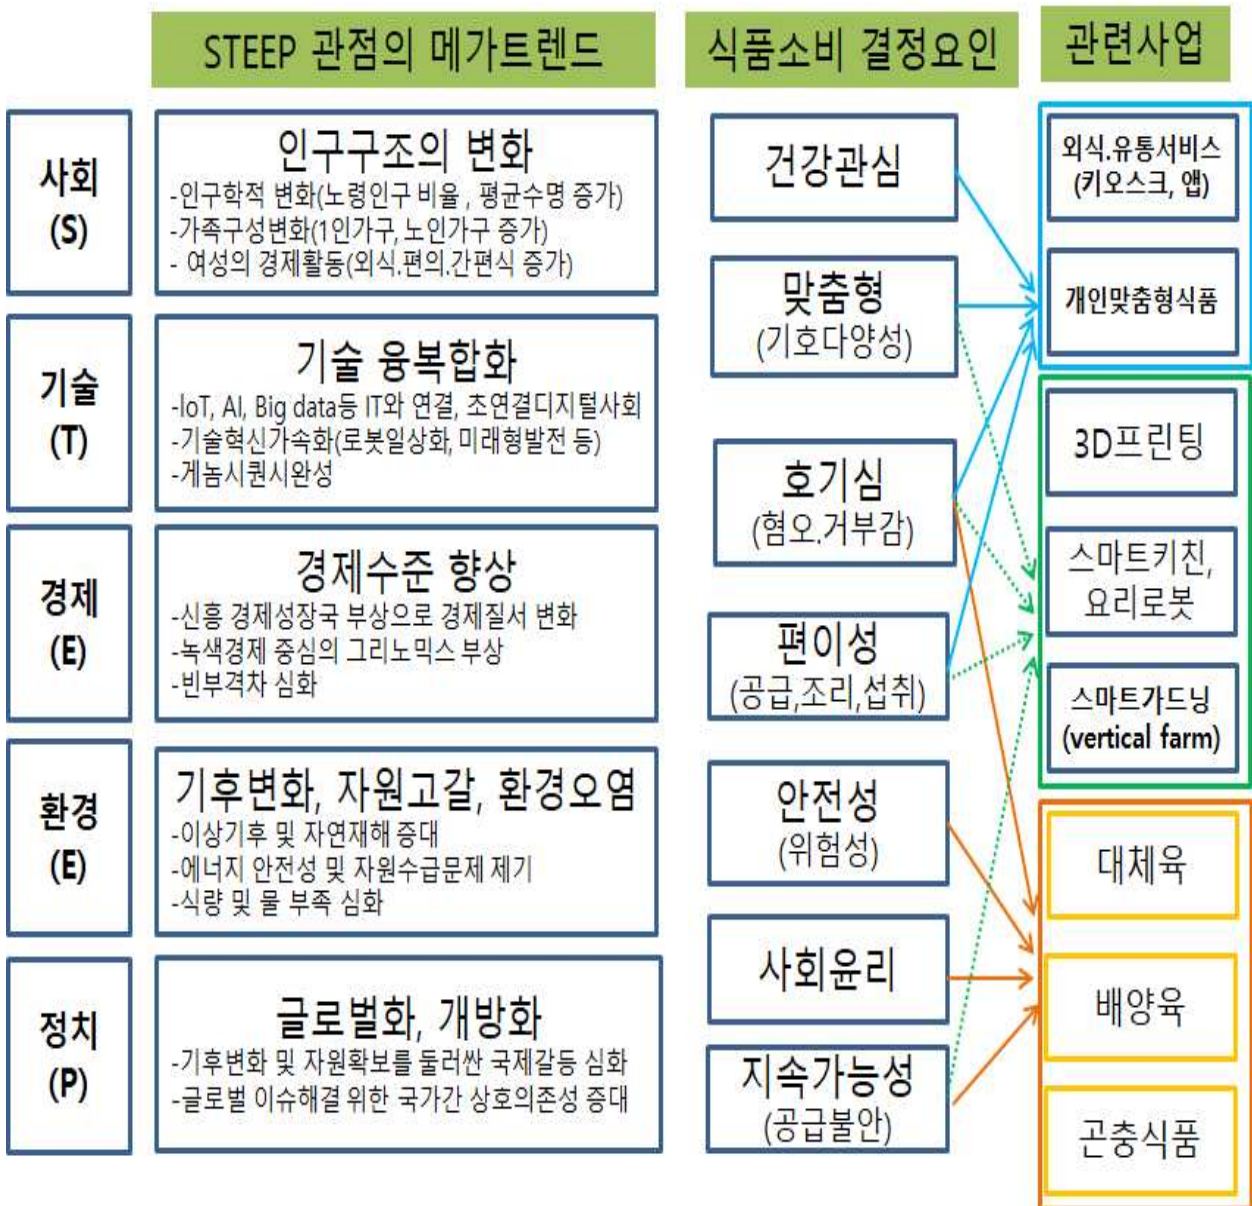 STEEP 관점의 메가트렌드
식품소비 결정요인
관련사업
사회
(S)
인구구조의 변화
-인구학적 변화(노령인구 비율 , 평균수명 증가)
-가족구성변화(1인가구, 노인가구 증가)
- 여성의 경제활동(외식.편의.간편식 증가)
기술
(T)
기술 융복합화
-IoT, AI, Big data등 IT와 연결, 초연결디지털사회
-기술혁신가속화(로봇일상화, 미래형발전 등)
-게놈시퀀시완성
경제
(E)
경제수준 향상
-신흥 경제성장국 부상으로 경제질서 변화
-녹색경제 중심의 그리노믹스 부상
-빈부격차 심화
환경
(E)
기후변화, 자원고갈, 환경오염
-이상기후 및 자연재해 증대
-에너지 안전성 및 자원수급문제 제기
-식량 및 물 부족 심화
정치
(P)
글로벌화, 개방화
-기후변화 및 자원확보를 둘러싼 국제갈등 심화
-글로벌 이슈해결 위한 국가간 상호의존성 증대
건강관심
맞춤형
(기호다양성)
호기심
(혐오.거부감)
편이성
(공급,조리,섭취)
안전성
(위험성)
사회윤리
지속가능성
(공급불안)
외식.유통서비스
(키오스크, 앱)
개인맞춤형식품
3D프린팅
스마트키친,
요리로봇
스마트가드닝
(vertical farm)
대체육
배양육
곤충식품